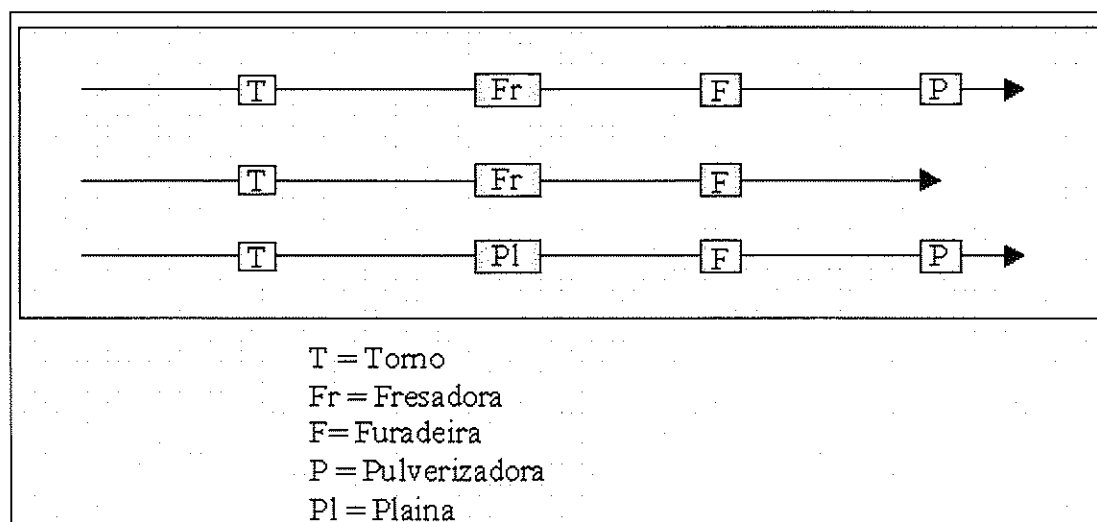 T Fr F P
T Fr F
T Pl F P
T = Torno
Fr = Fresadora
F= Furadeira
P = Pulverizadora
Pl = Plaina